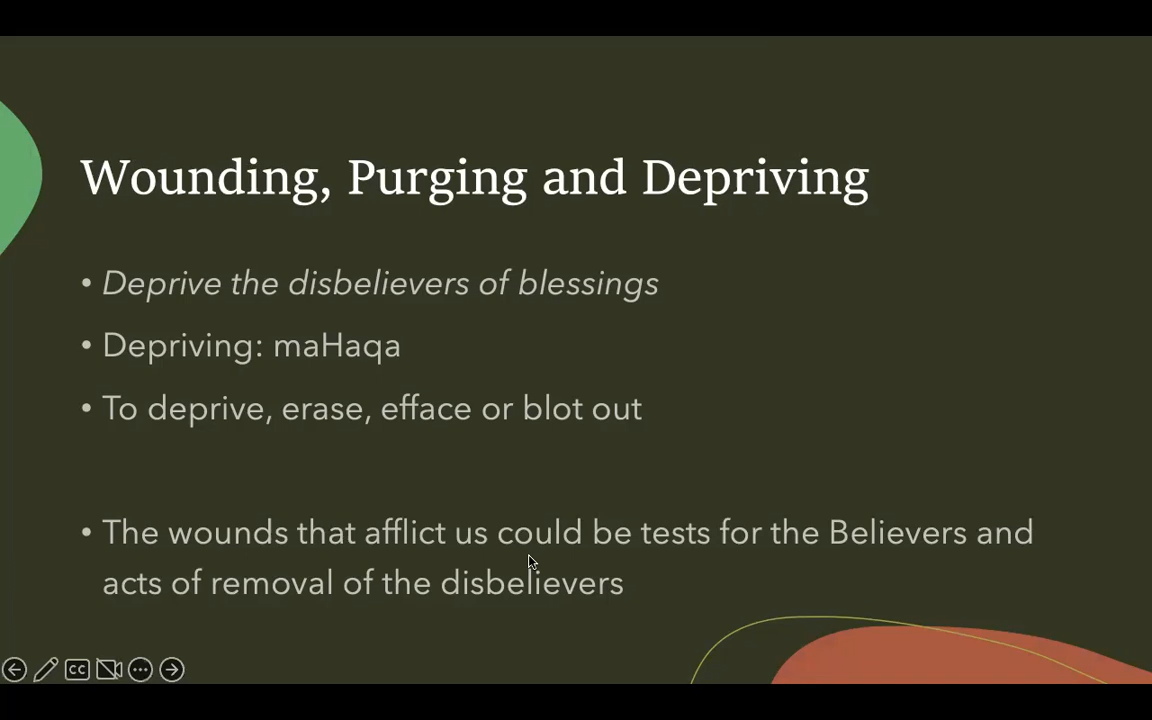 Wounding, Purging and Depriving
• Deprive the disbelievers of blessings
• Depriving: maHaqa
• To deprive, erase, efface or blot out
• The wounds that afflict us could be tests for the Believers and
acts of removal of the disbelievers
CC